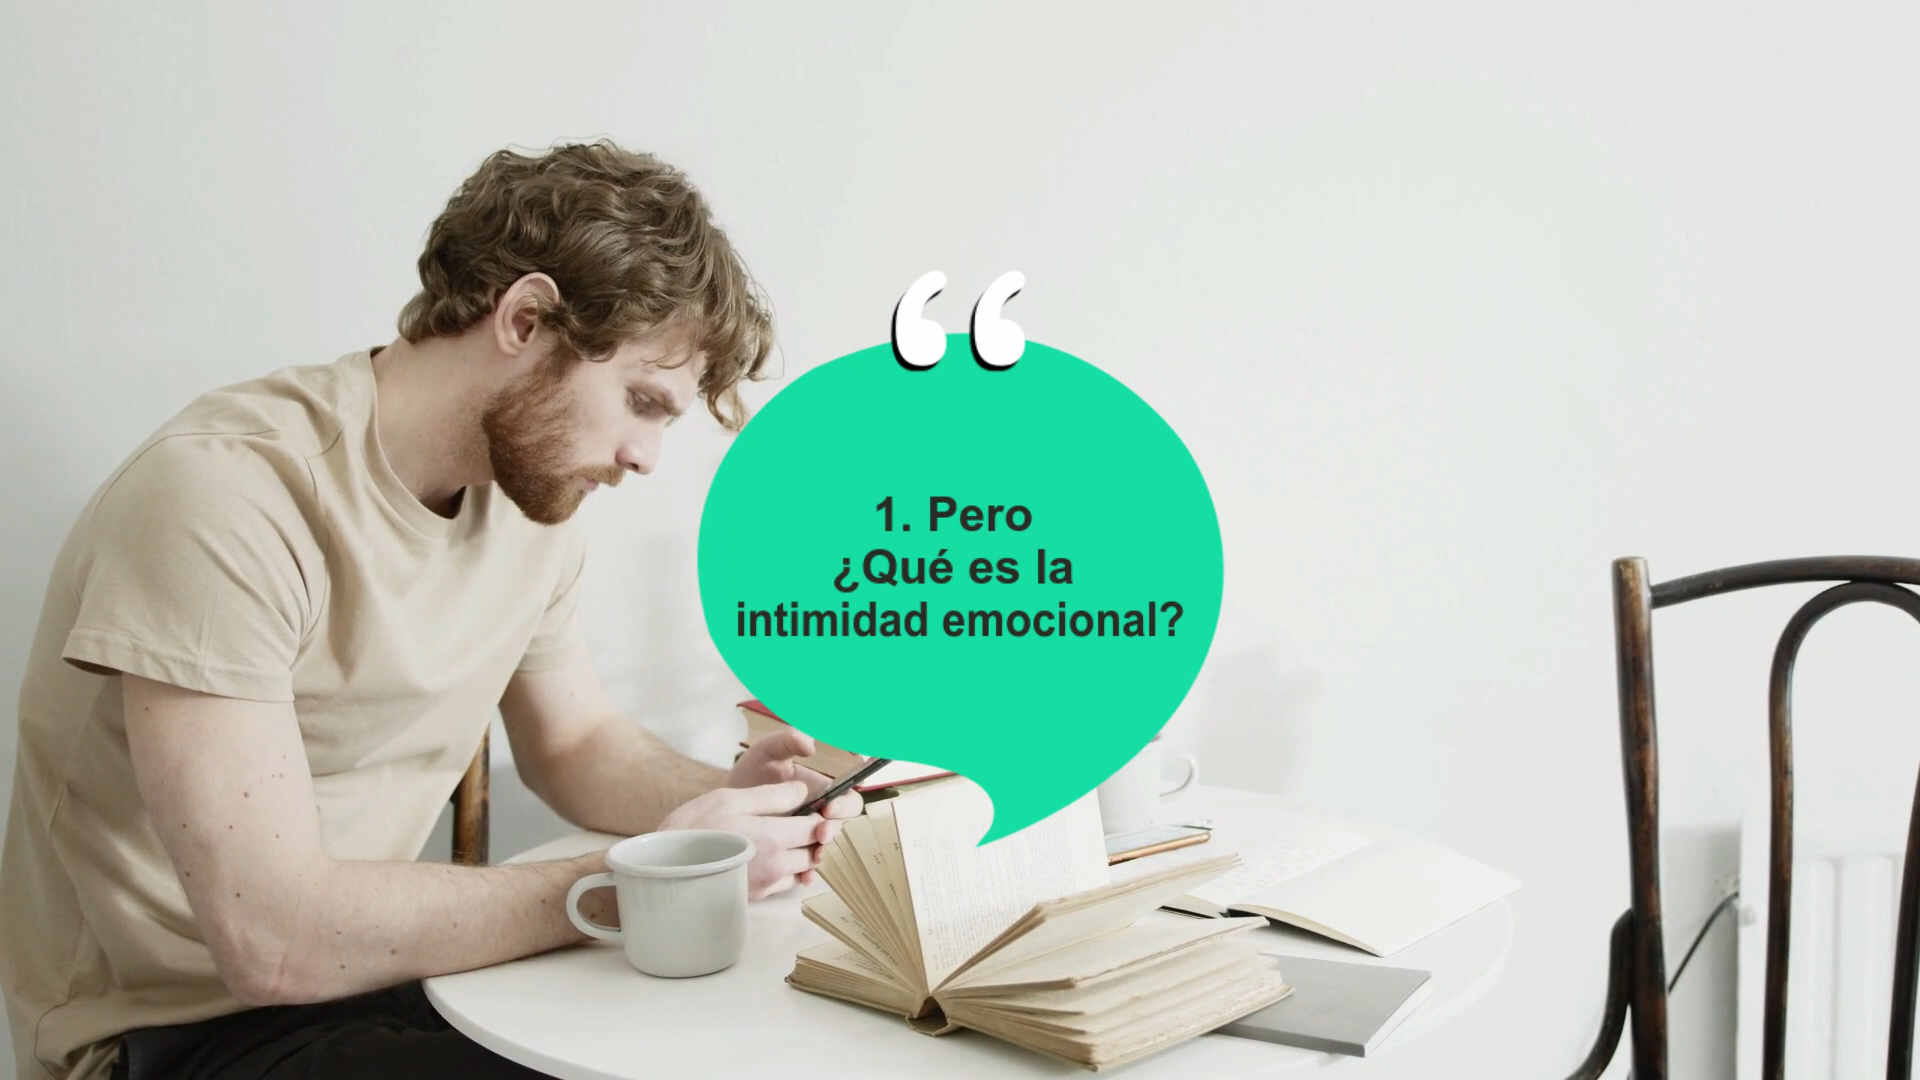 “
1. Pero
¿Qué es la
intimidad emocional?